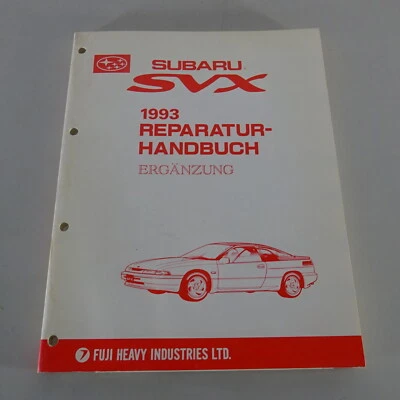 SUBARU
SVX
1993
REPARATUR-
HANDBUCH
ERGÄNZUNG
FUJI HEAVY INDUSTRIES LTD.